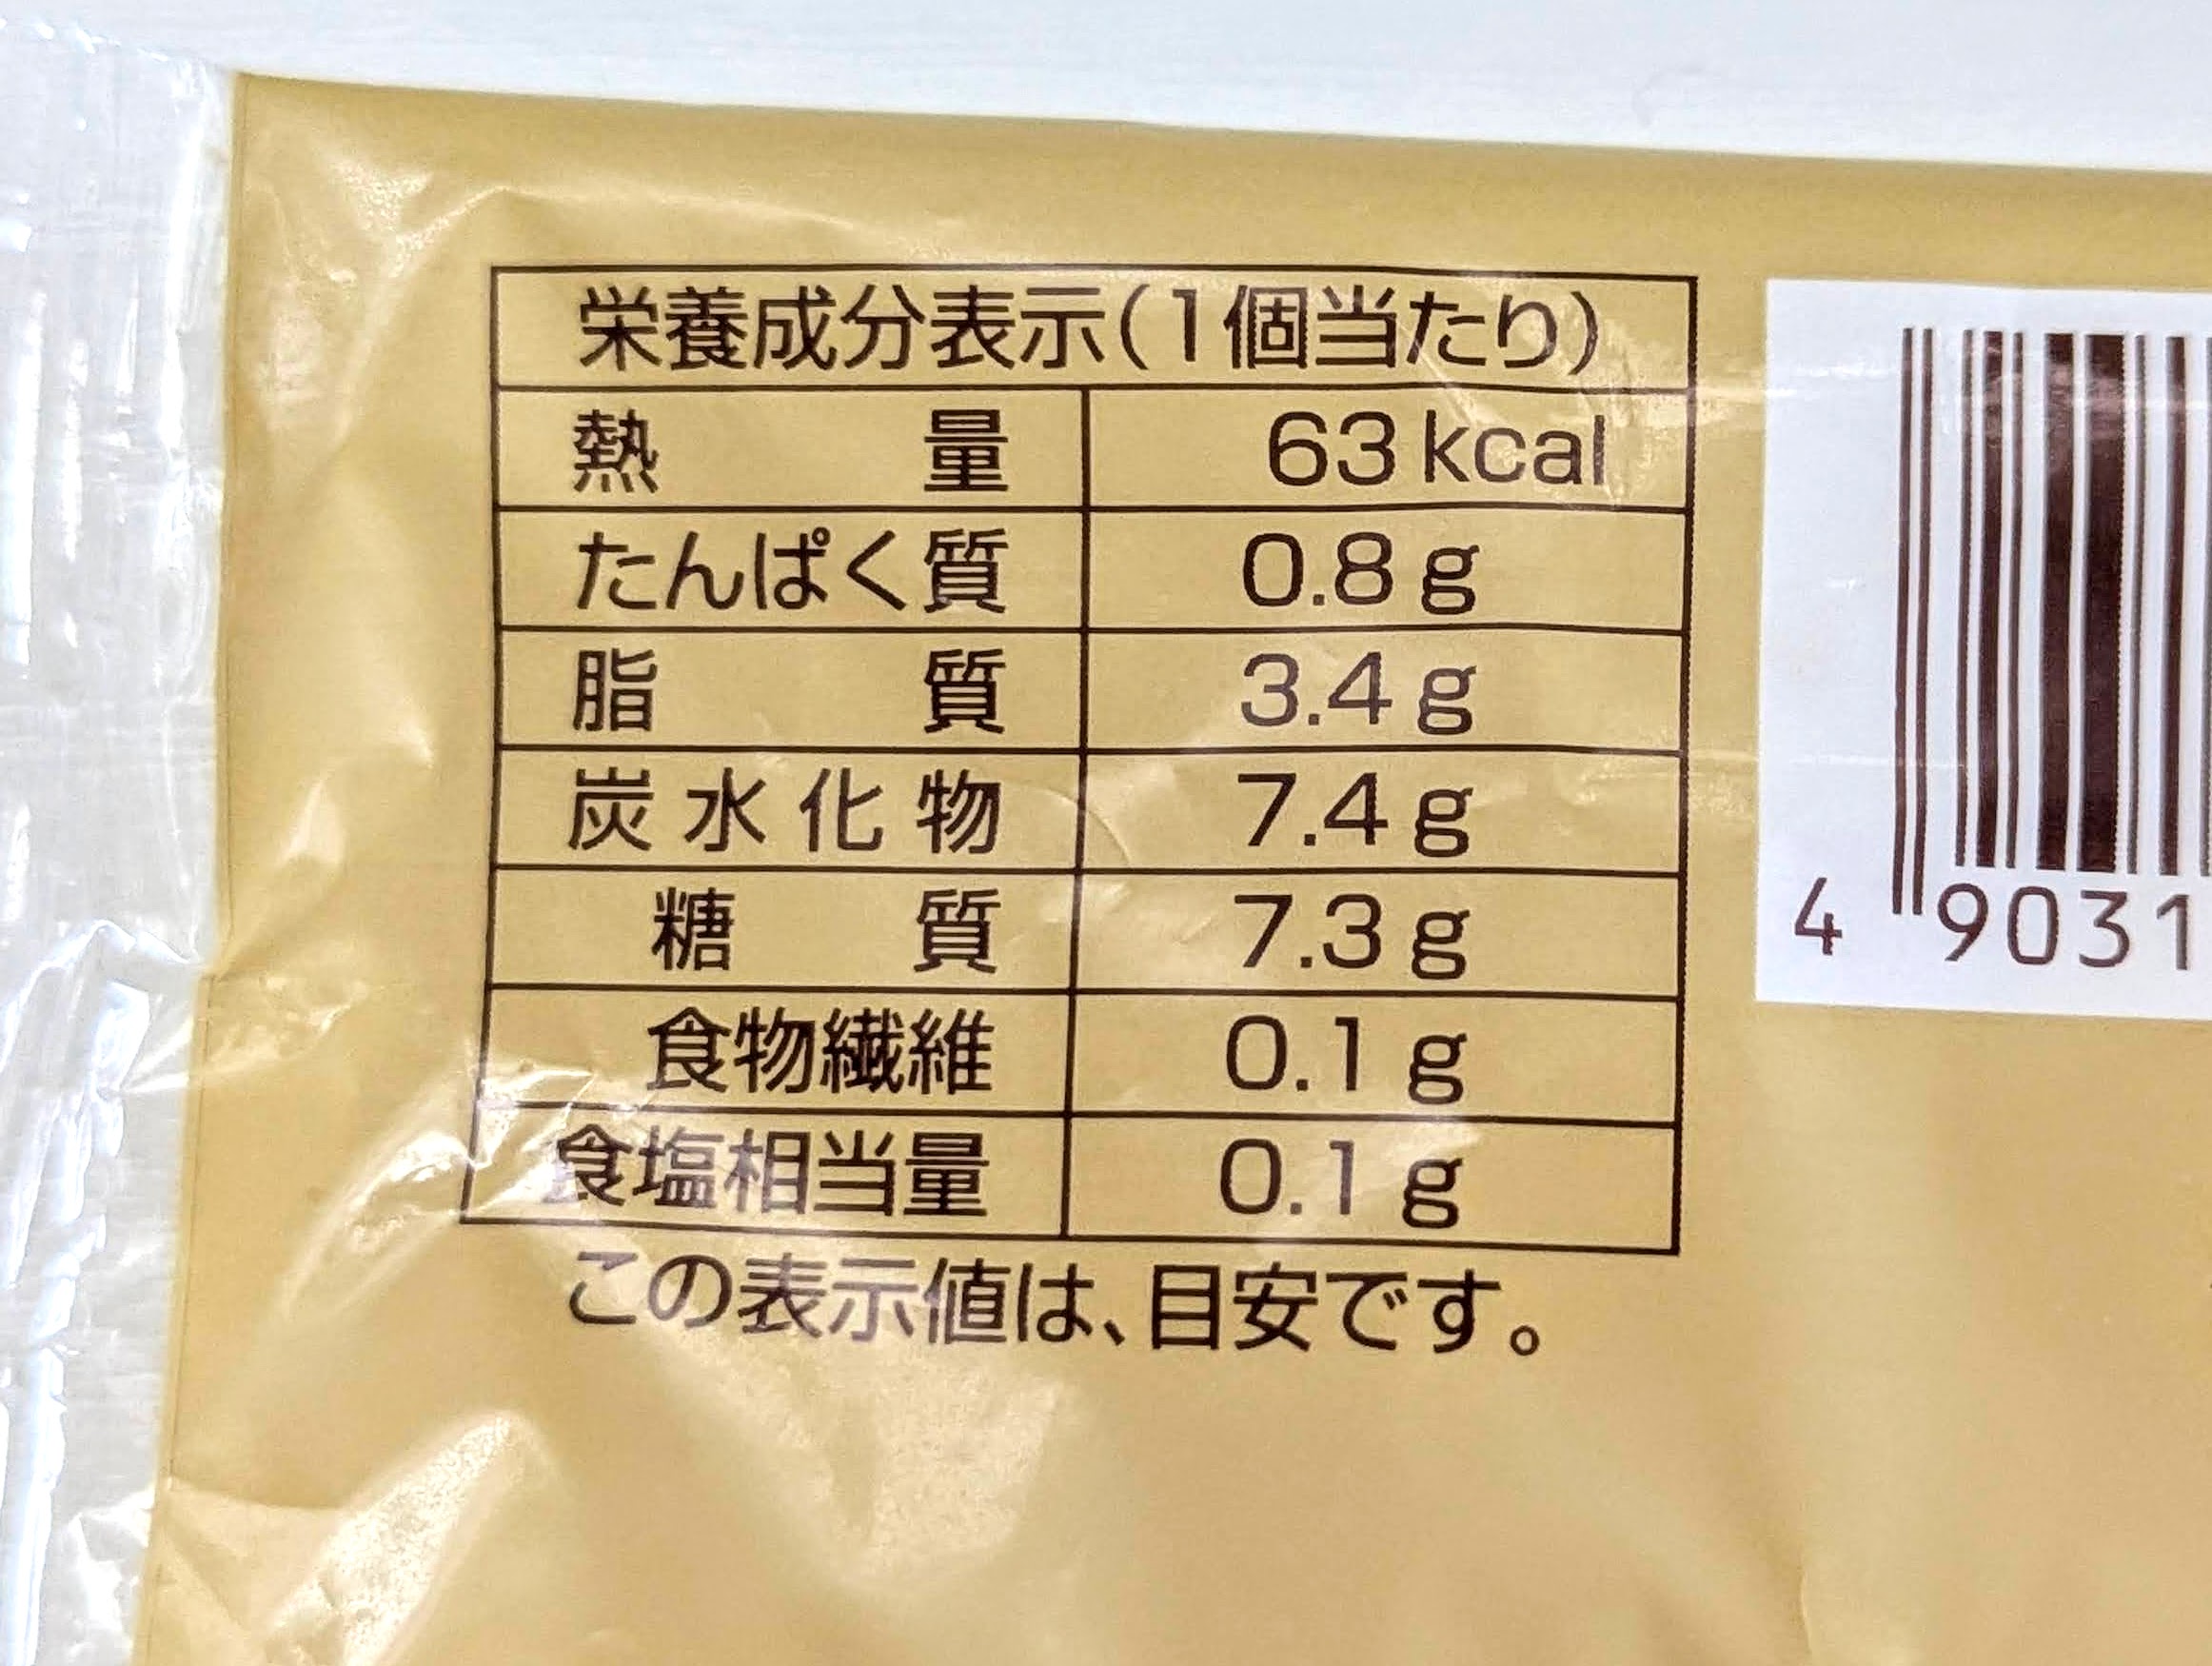 栄養成分表示(1個当たり)
熱量 63kcal
たんぱく質 0.8g
脂質 3.4g
炭水化物 7.4g
糖質 7.3g
食物繊維 0.1g
食塩相当量 0.1g
この表示値は、目安です。
4 9031